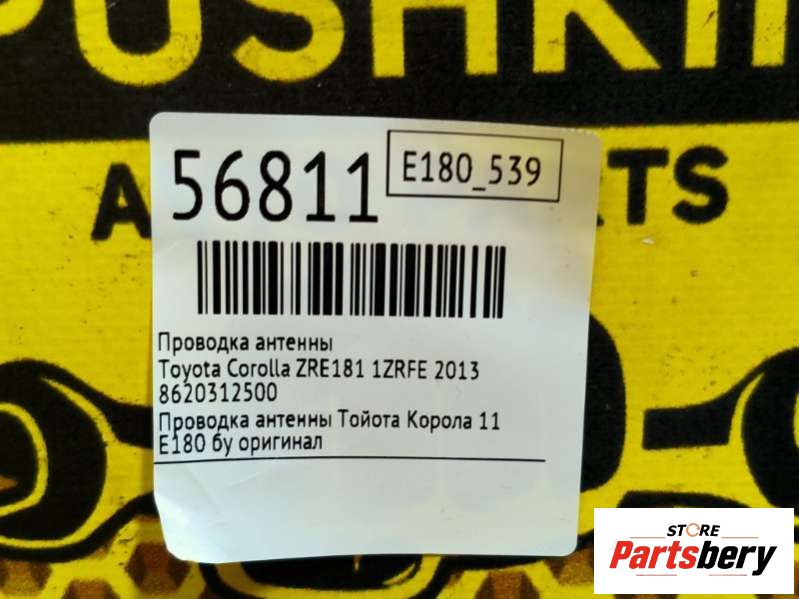 PUSHKIN
56811
E180_539
Проводка антенны
Toyota Corolla ZRE181 1ZRFE 2013
8620312500
Проводка антенны Тойота Корола 11
E180 бу оригинал
STORE
Partsbery